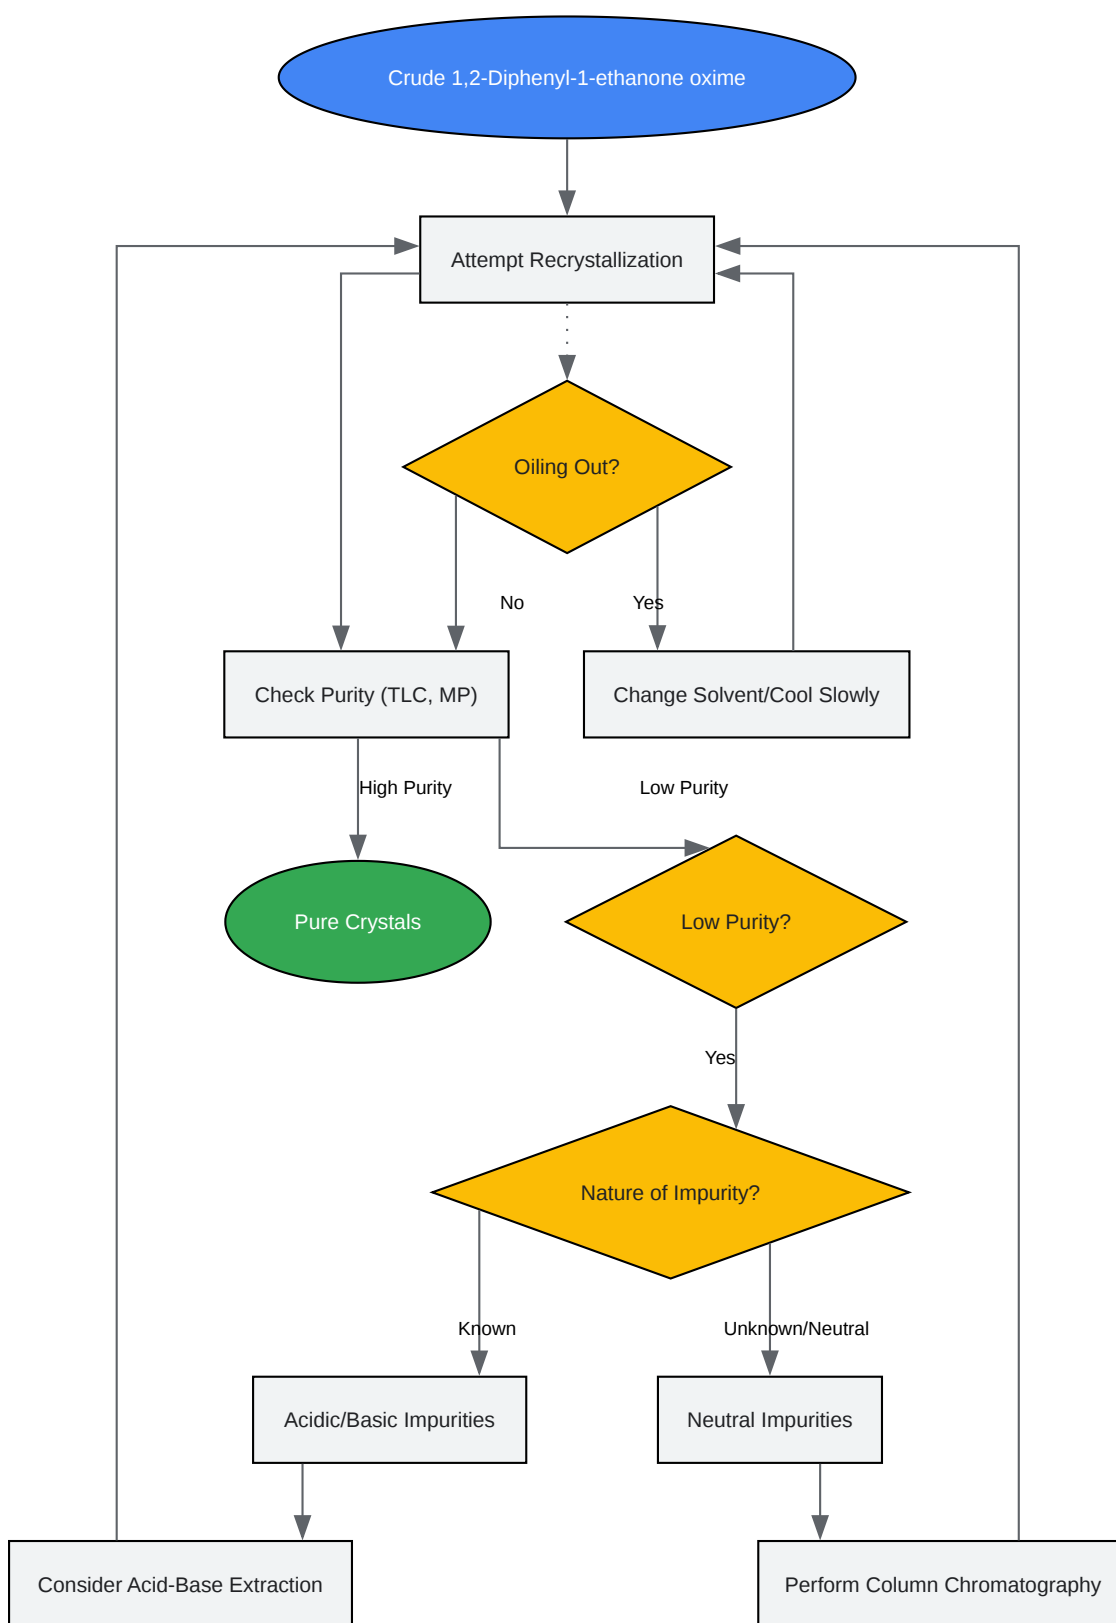 Crude 1,2-Diphenyl-1-ethanone oxime
Attempt Recrystallization
Oiling Out?
No
Yes
Check Purity (TLC, MP)
Change Solvent/Cool Slowly
High Purity
Low Purity
Pure Crystals
Low Purity?
Yes
Nature of Impurity?
Known
Unknown/Neutral
Acidic/Basic Impurities
Neutral Impurities
Consider Acid-Base Extraction
Perform Column Chromatography